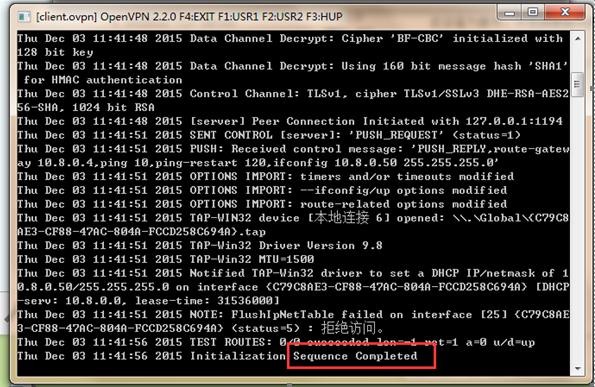 [client.ovpn] OpenVPN 2.2.0 F4:EXIT F1:USR1 F2:USR2 F3:HUP
Thu Dec 03 11:41:48 2015 Data Channel Decrypt: Cipher 'BF-CBC' initialized with
128 bit key
Thu Dec 03 11:41:48 2015 Data Channel Decrypt: Using 160 bit message hash 'SHA1'
for HMAC authentication
Thu Dec 03 11:41:48 2015 Control Channel: TLSv1, cipher TLSv1/SSLv3 DHE-RSA-AES2
56-SHA, 1024 bit RSA
Thu Dec 03 11:41:48 2015 [server] Peer Connection Initiated with 127.0.0.1:1194
Thu Dec 03 11:41:51 2015 SENT CONTROL [server]: 'PUSH_REQUEST' (status=1)
Thu Dec 03 11:41:51 2015 PUSH: Received control message: 'PUSH_REPLY,route-gatew
ay 10.8.0.4,ping 10,ping-restart 120,ifconfig 10.8.0.50 255.255.255.0'
Thu Dec 03 11:41:51 2015 OPTIONS IMPORT: timers and/or timeouts modified
Thu Dec 03 11:41:51 2015 OPTIONS IMPORT: --ifconfig/up options modified
Thu Dec 03 11:41:51 2015 OPTIONS IMPORT: route-related options modified
Thu Dec 03 11:41:51 2015 TAP-WIN32 device [本地连接 6] opened: \\.\Global\{C79C8
AE3-CF88-47AC-804A-FCCD258C694A}.tap
Thu Dec 03 11:41:51 2015 TAP-Win32 Driver Version 9.8
Thu Dec 03 11:41:51 2015 TAP-Win32 MTU=1500
Thu Dec 03 11:41:51 2015 Notified TAP-Win32 driver to set a DHCP IP/netmask of 1
0.8.0.50/255.255.255.0 on interface {C79C8AE3-CF88-47AC-804A-FCCD258C694A} [DHCP
-serv: 10.8.0.0, lease-time: 31536000]
Thu Dec 03 11:41:51 2015 NOTE: FlushIpNetTable failed on interface [25] {C79C8AE
3-CF88-47AC-804A-FCCD258C694A} (status=5) : 拒绝访问。
Thu Dec 03 11:41:56 2015 TEST ROUTES: 0/0 succeeded len=-1 ret=1 a=0 u/d=up
Thu Dec 03 11:41:56 2015 Initialization Sequence Completed